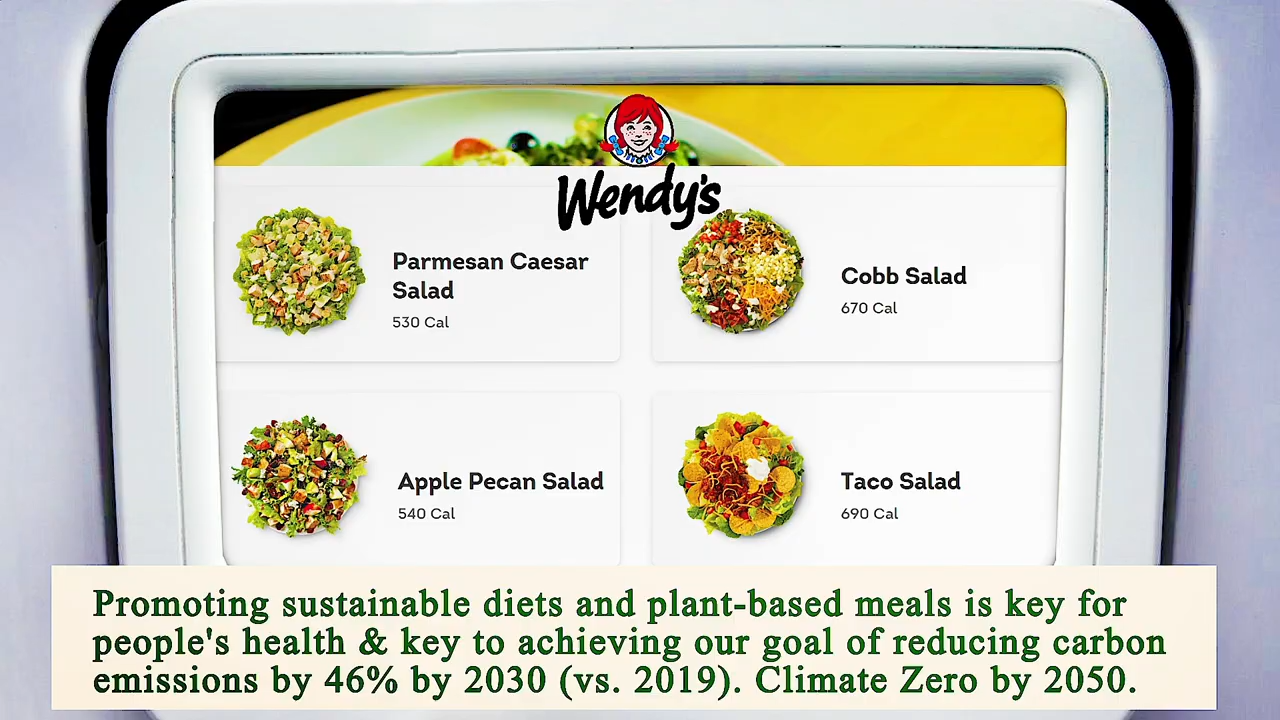 Wendy's
Parmesan Caesar
Salad
530 Cal
Cobb Salad
670 Cal
Apple Pecan Salad
540 Cal
Taco Salad
690 Cal
Promoting sustainable diets and plant-based meals is key for
people's health & key to achieving our goal of reducing carbon
emissions by 46% by 2030 (vs. 2019). Climate Zero by 2050.